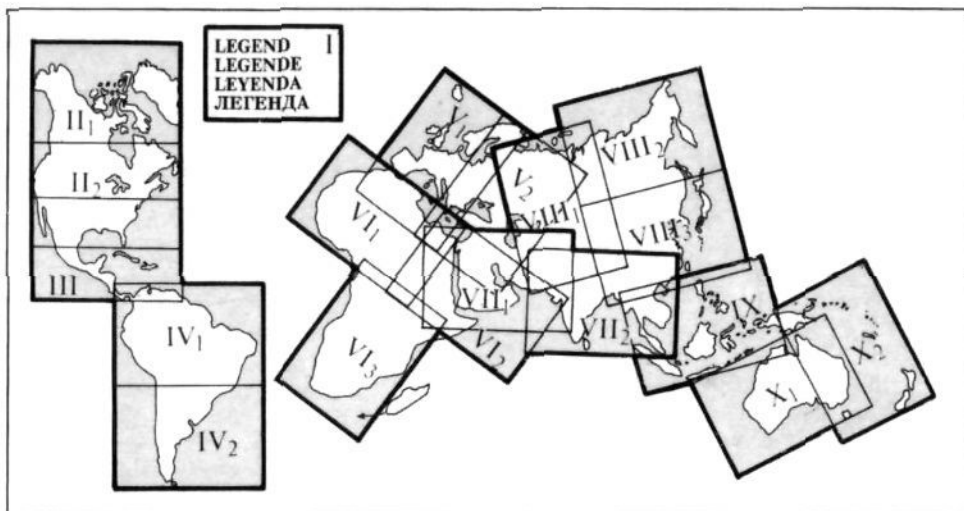 LEGEND I
LEGENDE
LEYENDA
ЛЕГЕНДА
II₁
II₂
III
IV₁
IV₂
V₁
V₂
VI₁
VI₂
VI₃
VII₁
VII₂
VIII₁
VIII₂
VIII₃
IX
X₁
X₂